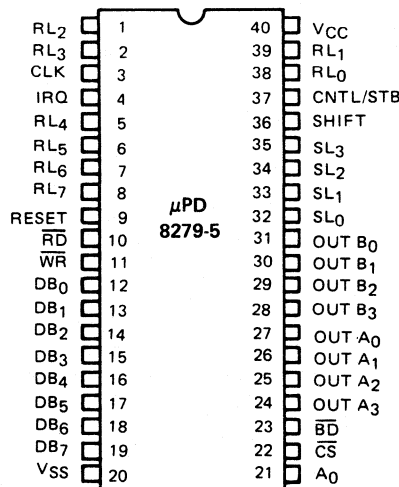 RL2 1 40 VCC
RL3 2 39 RL1
CLK 3 38 RL0
IRQ 4 37 CNTL/STB
RL4 5 36 SHIFT
RL5 6 35 SL3
RL6 7 34 SL2
RL7 8 33 SL1
μPD
RESET 9 32 SL0
8279-5
R̅D̅ 10 31 OUT B0
W̅R̅ 11 30 OUT B1
DB0 12 29 OUT B2
DB1 13 28 OUT B3
DB2 14 27 OUT A0
DB3 15 26 OUT A1
DB4 16 25 OUT A2
DB5 17 24 OUT A3
DB6 18 23 B̅D̅
DB7 19 22 C̅S̅
VSS 20 21 A0